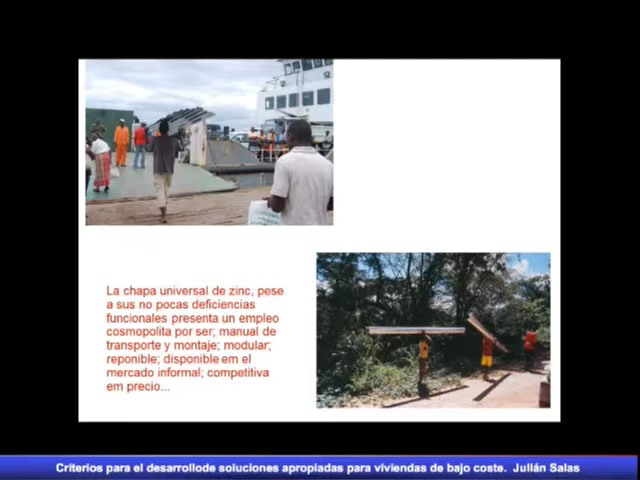 La chapa universal de zinc, pese
a sus no pocas deficiencias
funcionales presenta un empleo
cosmopolita por ser; manual de
transporte y montaje; modular;
reponible; disponible em el
mercado informal; competitiva
em precio...
Criterios para el desarrollode soluciones apropiadas para viviendas de bajo coste. Julián Salas